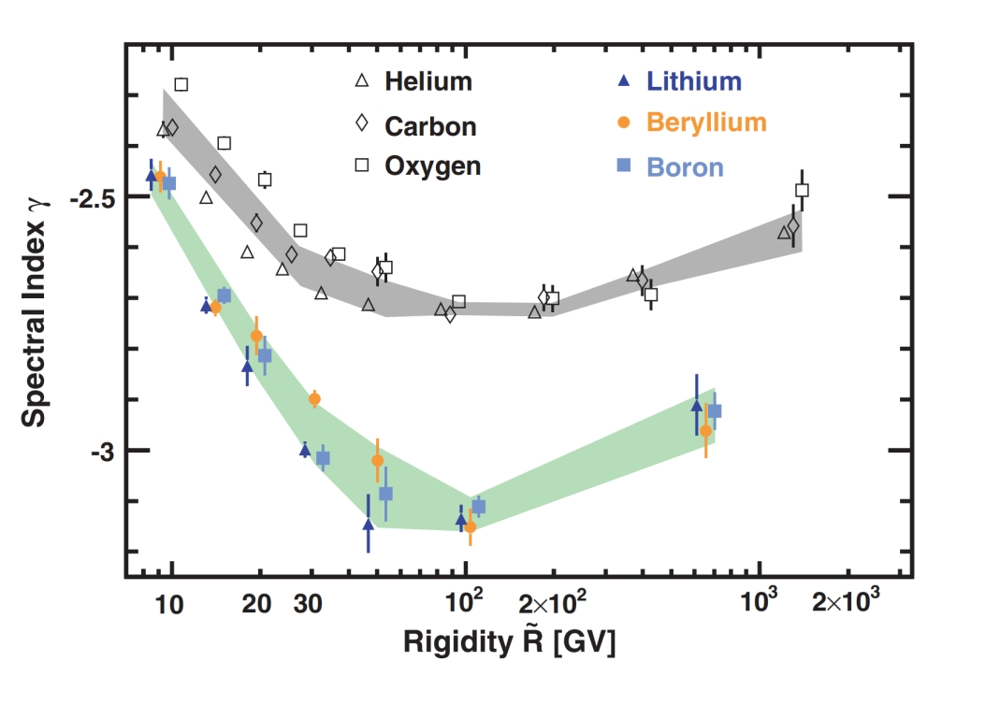 Helium
Carbon
Oxygen
Lithium
Beryllium
Boron
Spectral Index γ
-2.5
-3
10 20 30 10² 2×10² 10³ 2×10³
Rigidity R̃ [GV]